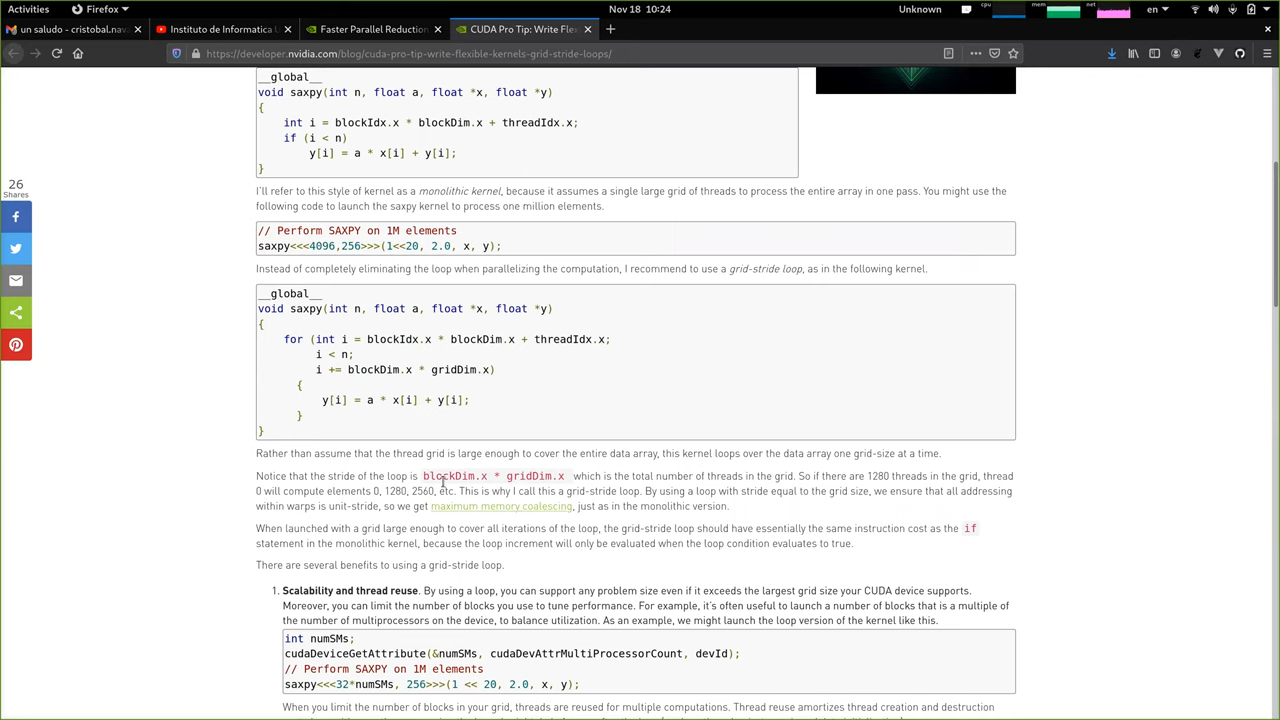 Activities
Firefox
Nov 18 10:24
Unknown
cpu
mem
net
en
un saludo - cristobal.nav
Instituto de Informatica U
Faster Parallel Reduction
CUDA Pro Tip: Write Flex
https://developer.nvidia.com/blog/cuda-pro-tip-write-flexible-kernels-grid-stride-loops/
__global__
void saxpy(int n, float a, float *x, float *y)
{
int i = blockIdx.x * blockDim.x + threadIdx.x;
if (i < n)
y[i] = a * x[i] + y[i];
}
26
Shares
I'll refer to this style of kernel as a monolithic kernel, because it assumes a single large grid of threads to process the entire array in one pass. You might use the
following code to launch the saxpy kernel to process one million elements.
// Perform SAXPY on 1M elements
saxpy<<<4096,256>>>(1<<20, 2.0, x, y);
Instead of completely eliminating the loop when parallelizing the computation, I recommend to use a grid-stride loop, as in the following kernel.
__global__
void saxpy(int n, float a, float *x, float *y)
{
for (int i = blockIdx.x * blockDim.x + threadIdx.x;
i < n;
i += blockDim.x * gridDim.x)
{
y[i] = a * x[i] + y[i];
}
}
Rather than assume that the thread grid is large enough to cover the entire data array, this kernel loops over the data array one grid-size at a time.
Notice that the stride of the loop is blockDim.x * gridDim.x which is the total number of threads in the grid. So if there are 1280 threads in the grid, thread
0 will compute elements 0, 1280, 2560, etc. This is why I call this a grid-stride loop. By using a loop with stride equal to the grid size, we ensure that all addressing
within warps is unit-stride, so we get maximum memory coalescing, just as in the monolithic version.
When launched with a grid large enough to cover all iterations of the loop, the grid-stride loop should have essentially the same instruction cost as the if
statement in the monolithic kernel, because the loop increment will only be evaluated when the loop condition evaluates to true.
There are several benefits to using a grid-stride loop.
1. Scalability and thread reuse. By using a loop, you can support any problem size even if it exceeds the largest grid size your CUDA device supports.
Moreover, you can limit the number of blocks you use to tune performance. For example, it's often useful to launch a number of blocks that is a multiple of
the number of multiprocessors on the device, to balance utilization. As an example, we might launch the loop version of the kernel like this.
int numSMs;
cudaDeviceGetAttribute(&numSMs, cudaDevAttrMultiProcessorCount, devId);
// Perform SAXPY on 1M elements
saxpy<<<32*numSMs, 256>>>(1 << 20, 2.0, x, y);
When you limit the number of blocks in your grid, threads are reused for multiple computations. Thread reuse amortizes thread creation and destruction